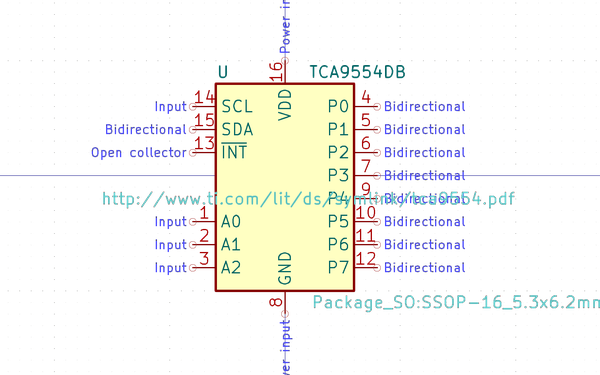 Power in
16
U
TCA9554DB
VDD
Input 14 SCL
P0 4 Bidirectional
Bidirectional 15 SDA
P1 5 Bidirectional
Open collector 13 INT
P2 6 Bidirectional
P3 7 Bidirectional
P4 9 Bidirectional
http://www.ti.com/lit/ds/symlink/tca9554.pdf
Input 1 A0
P5 10 Bidirectional
Input 2 A1
P6 11 Bidirectional
Input 3 A2
P7 12 Bidirectional
GND
8
Package_SO:SSOP-16_5.3x6.2mm
wer input